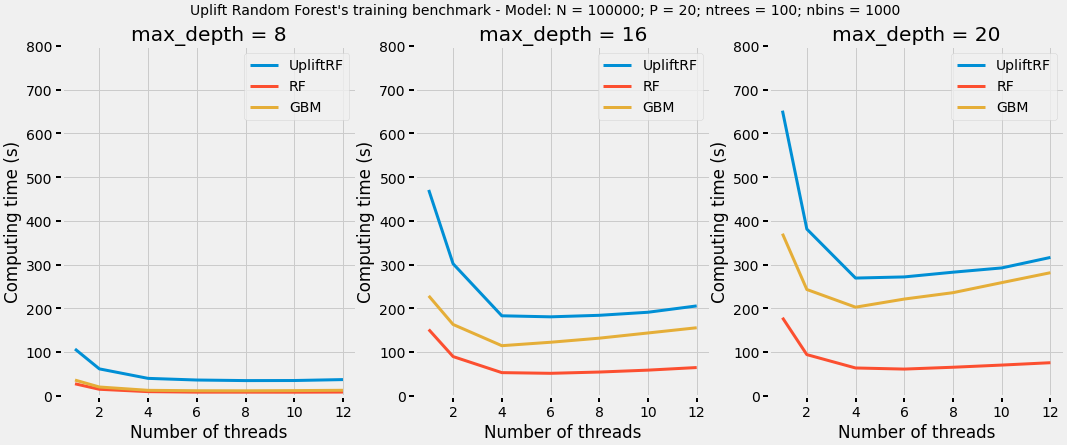 Uplift Random Forest's training benchmark - Model: N = 100000; P = 20; ntrees = 100; nbins = 1000
max_depth = 8
800
700
600
500
400
300
200
100
0
2 4 6 8 10 12
Computing time (s)
Number of threads
UpliftRF
RF
GBM
max_depth = 16
800
700
600
500
400
300
200
100
0
2 4 6 8 10 12
Computing time (s)
Number of threads
UpliftRF
RF
GBM
max_depth = 20
800
700
600
500
400
300
200
100
0
2 4 6 8 10 12
Computing time (s)
Number of threads
UpliftRF
RF
GBM